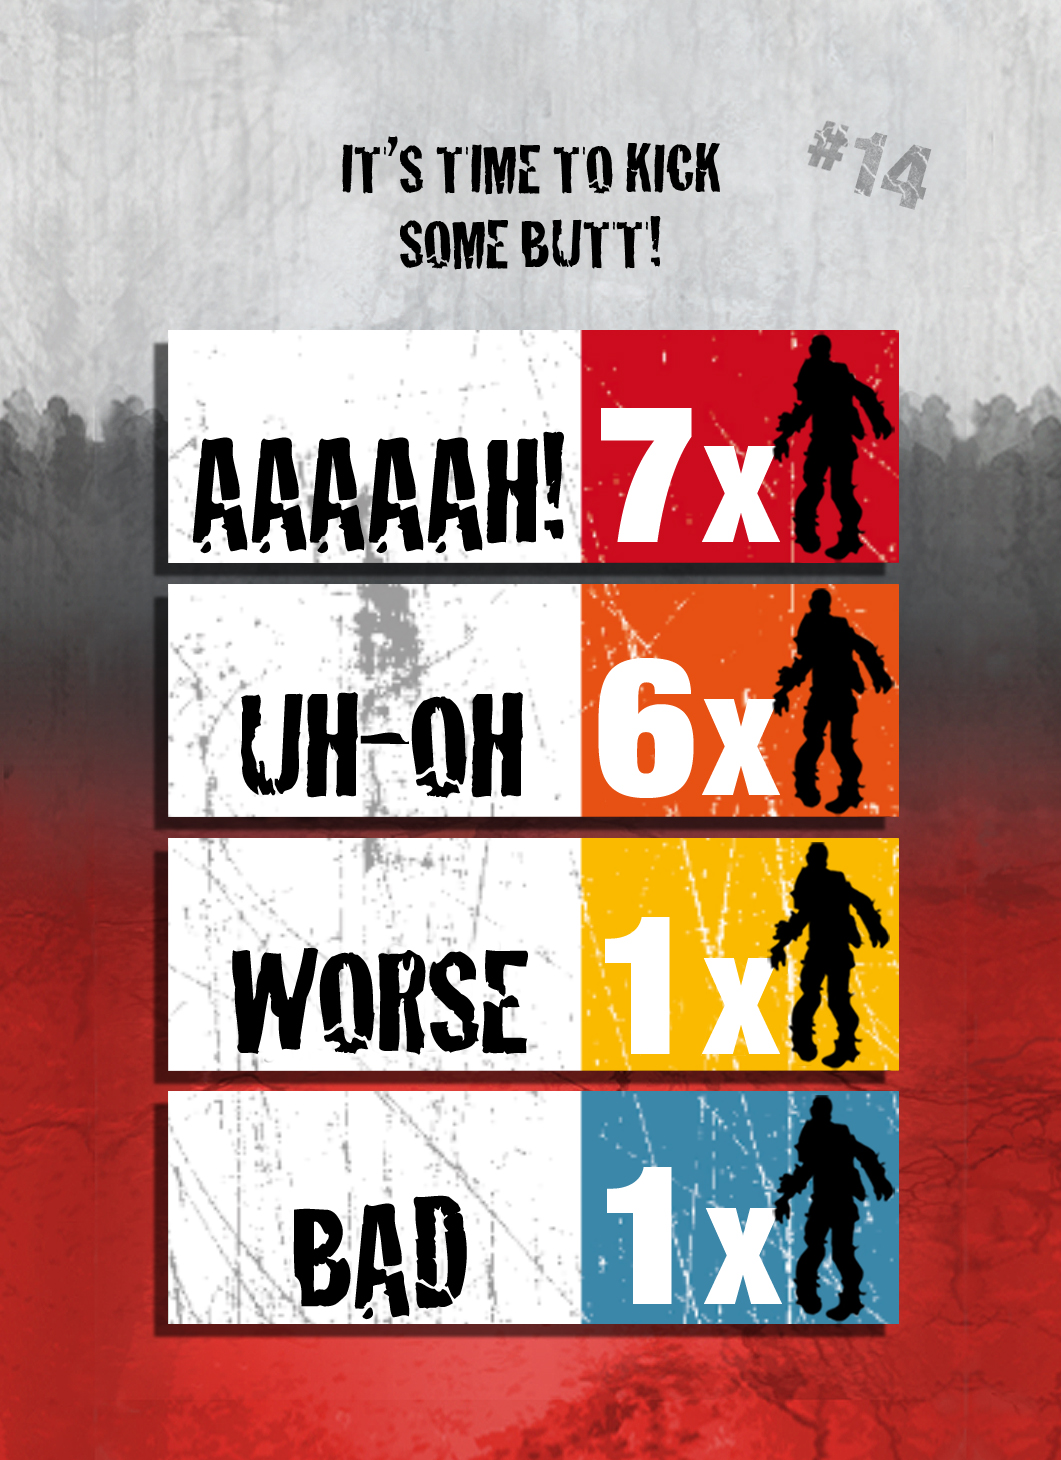 IT'S TIME TO KICK
SOME BUTT!
#14
AAAAAH!
7x
UH-OH
6x
WORSE
1x
BAD
1x